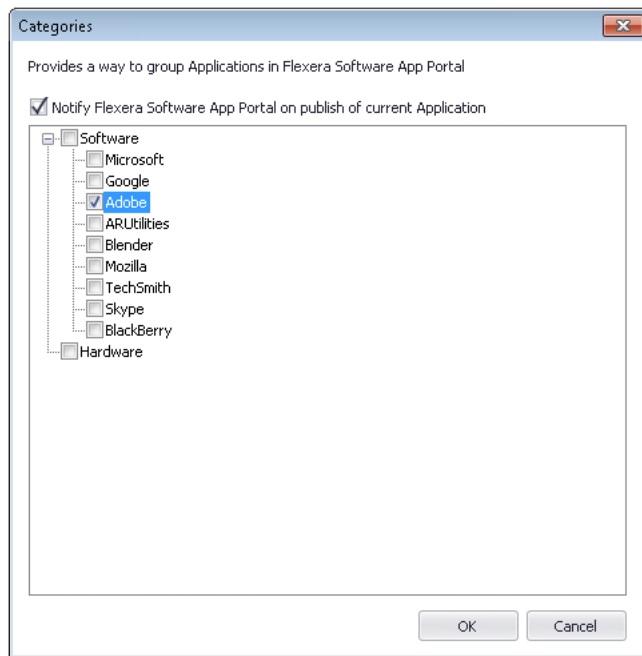 Categories
Provides a way to group Applications in Flexera Software App Portal
Notify Flexera Software App Portal on publish of current Application
Software
Microsoft
Google
Adobe
ARUtilities
Blender
Mozilla
TechSmith
Skype
BlackBerry
Hardware
OK Cancel